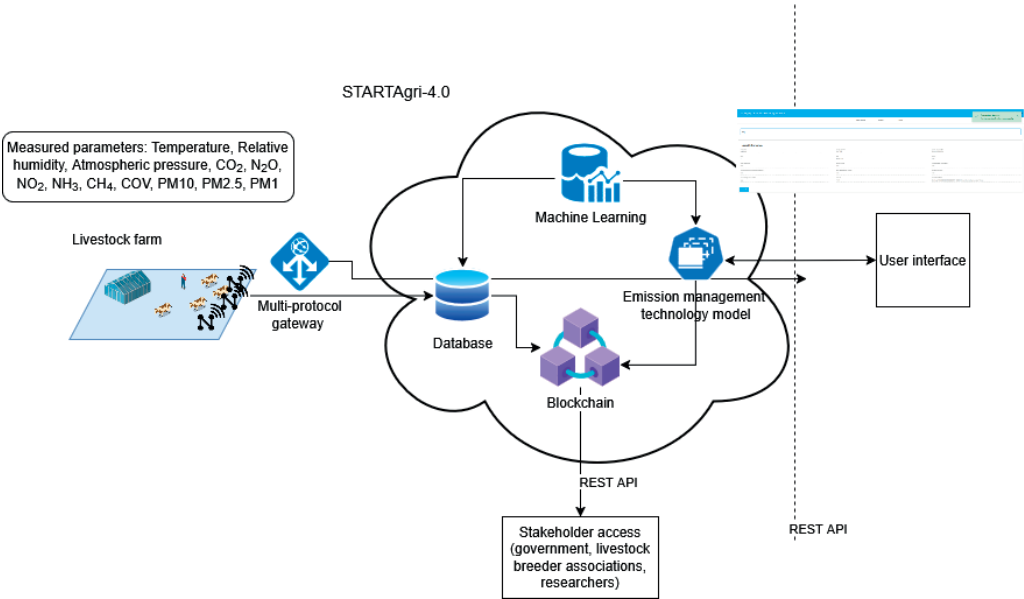 STARTAgri-4.0
Measured parameters: Temperature, Relative
humidity, Atmospheric pressure, CO₂, N₂O,
NO₂, NH₃, CH₄, COV, PM10, PM2.5, PM1
Livestock farm
Multi-protocol
gateway
Machine Learning
Database
Emission management
technology model
Blockchain
User interface
REST API
REST API
Stakeholder access
(government, livestock
breeder associations,
researchers)